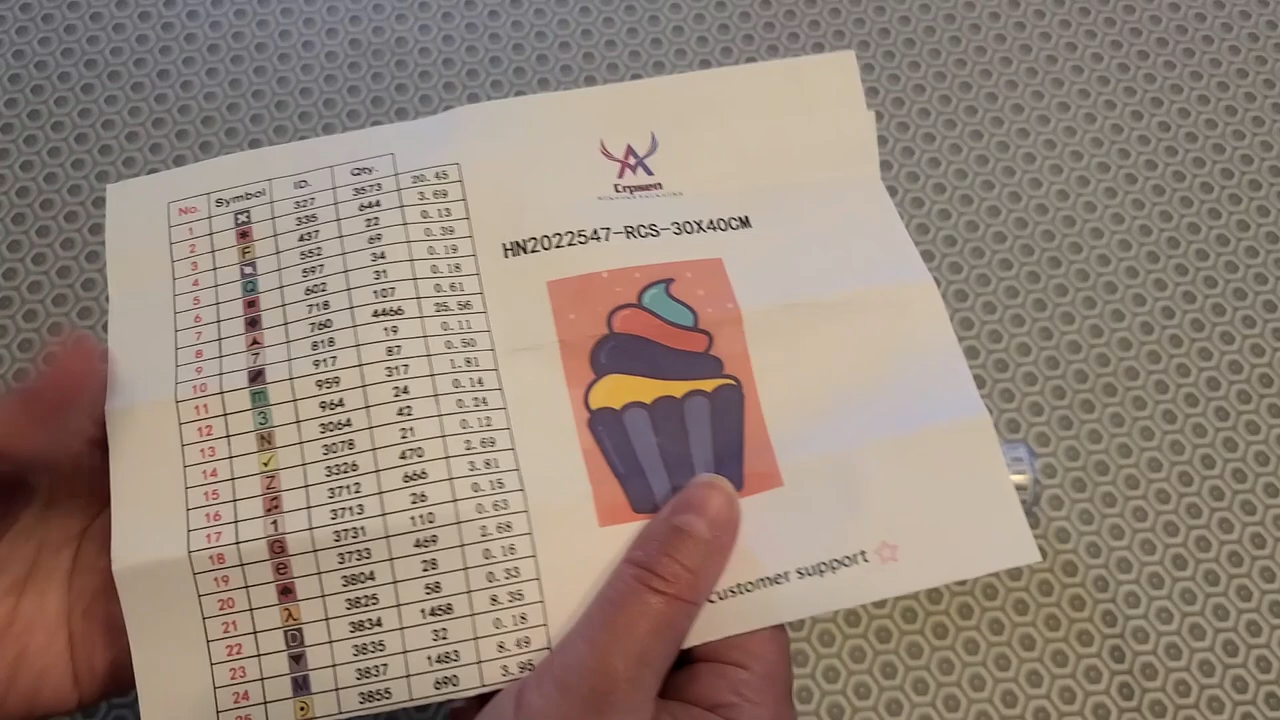 No. Symbol ID. Qty.
1 327 3573 20.45
2 * 335 644 3.69
3 F 437 22 0.13
4 552 69 0.39
5 Q 597 34 0.19
6 ■ 602 31 0.18
7 ◆ 718 107 0.61
8 760 4466 25.56
9 7 818 19 0.11
10 917 87 0.50
11 m 959 317 1.81
12 3 964 24 0.14
13 N 3064 42 0.24
14 ✓ 3078 21 0.12
15 Z 3326 470 2.69
16 ♫ 3712 666 3.81
17 1 3713 26 0.15
18 G 3731 110 0.63
19 e 3733 469 2.68
20 ♠ 3804 28 0.16
21 λ 3825 58 0.33
22 D 3834 1458 8.35
23 ▼ 3835 32 0.18
24 M 3837 1483 8.49
25 3855 690 3.95
Crpsen
HN2022547-RCS-30X40CM
customer support